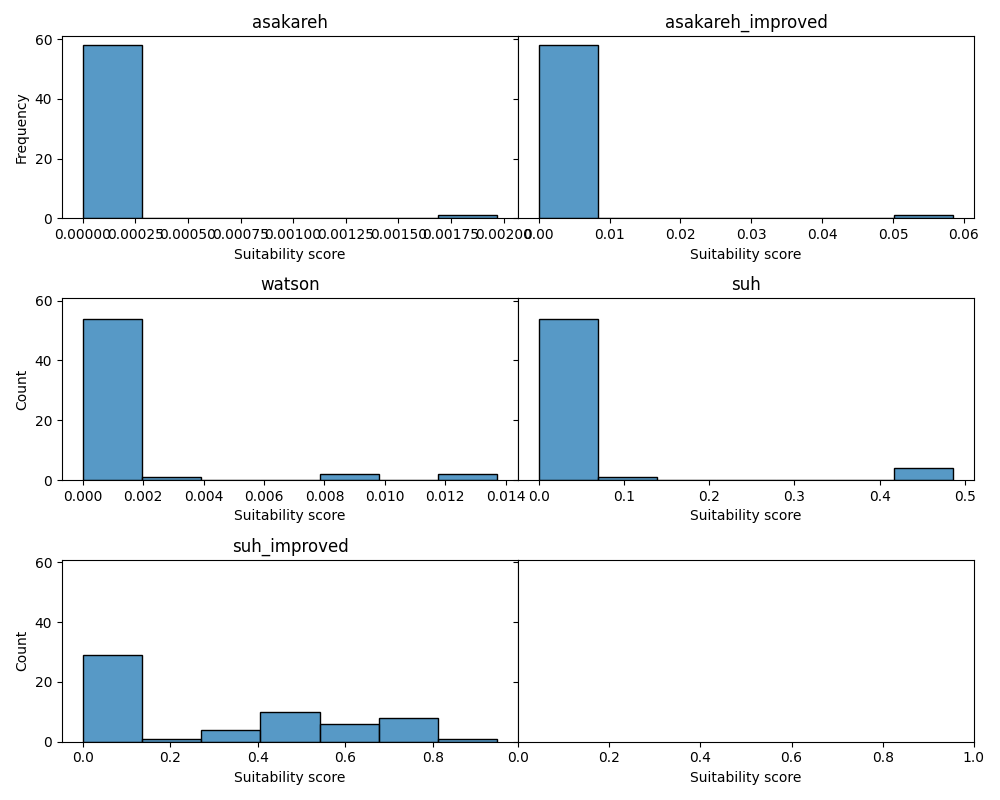 asakareh
asakareh_improved
Frequency
60
40
20
0
0.00000 0.00025 0.00050 0.00075 0.00100 0.00125 0.00150 0.00175 0.00200
0.00 0.01 0.02 0.03 0.04 0.05 0.06
Suitability score
Suitability score
watson
suh
Count
60
40
20
0
0.000 0.002 0.004 0.006 0.008 0.010 0.012 0.014
0.0 0.1 0.2 0.3 0.4 0.5
Suitability score
Suitability score
suh_improved
Count
60
40
20
0
0.0 0.2 0.4 0.6 0.8
0.0 0.2 0.4 0.6 0.8 1.0
Suitability score
Suitability score